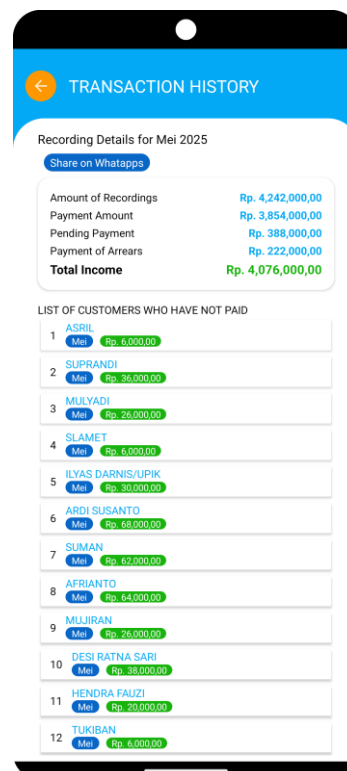 TRANSACTION HISTORY
Recording Details for Mei 2025
Share on Whatapps
Amount of Recordings Rp. 4,242,000,00
Payment Amount Rp. 3,854,000,00
Pending Payment Rp. 388,000,00
Payment of Arrears Rp. 222,000,00
Total Income Rp. 4,076,000,00
LIST OF CUSTOMERS WHO HAVE NOT PAID
1 ASRIL
Mei Rp. 6,000,00
2 SUPRANDI
Mei Rp. 36,000,00
3 MULYADI
Mei Rp. 26,000,00
4 SLAMET
Mei Rp. 6,000,00
5 ILYAS DARNIS/UPIK
Mei Rp. 30,000,00
6 ARDI SUSANTO
Mei Rp. 68,000,00
7 SUMAN
Mei Rp. 62,000,00
8 AFRIANTO
Mei Rp. 64,000,00
9 MUJIRAN
Mei Rp. 26,000,00
10 DESI RATNA SARI
Mei Rp. 38,000,00
11 HENDRA FAUZI
Mei Rp. 20,000,00
12 TUKIBAN
Mei Rp. 6,000,00